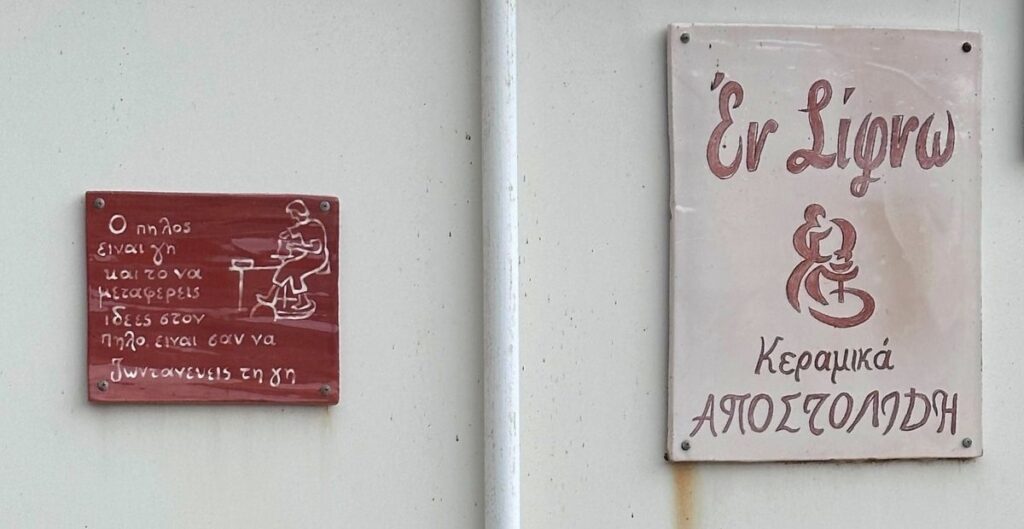 Ο πηλος
ειναι γη
και το να
μεταφερεις
ιδεες στον
πηλο ειναι σαν να
ζωντανευεις τη γη
Έν Σίφνω
Κεραμικά
ΑΠΟΣΤΟΛΙΔΗ